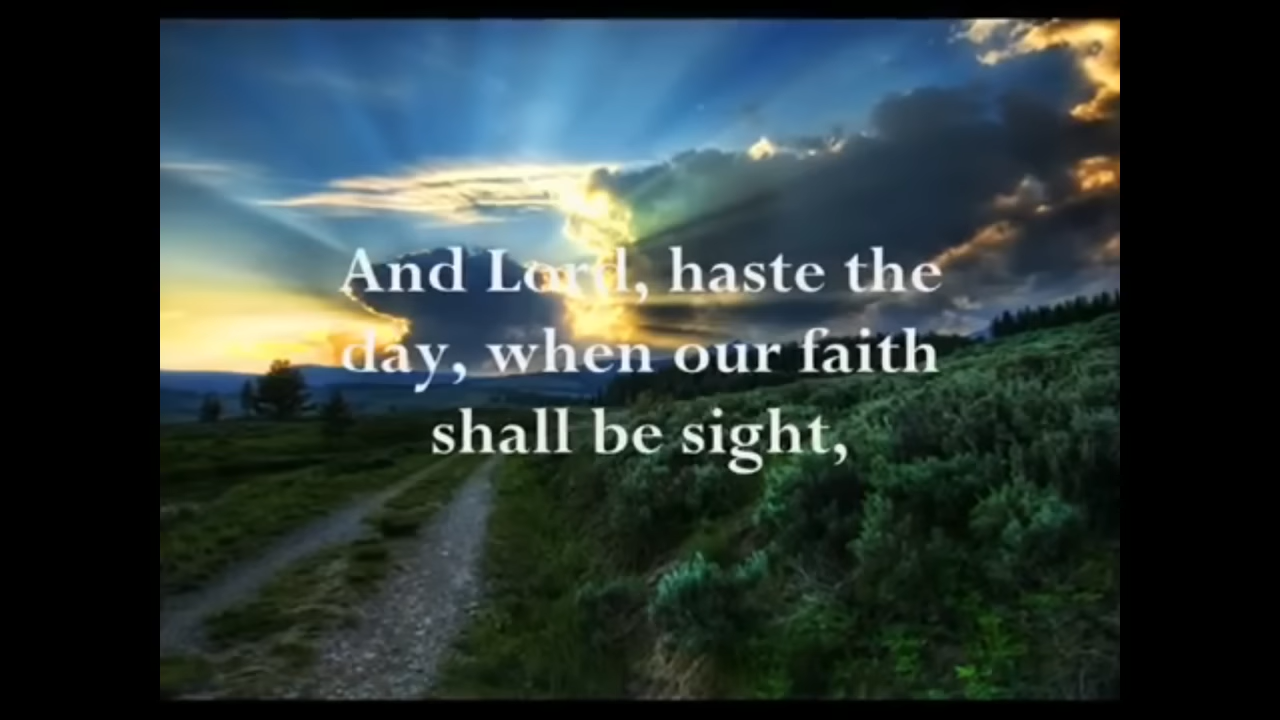 And Lord, haste the
day, when our faith
shall be sight,